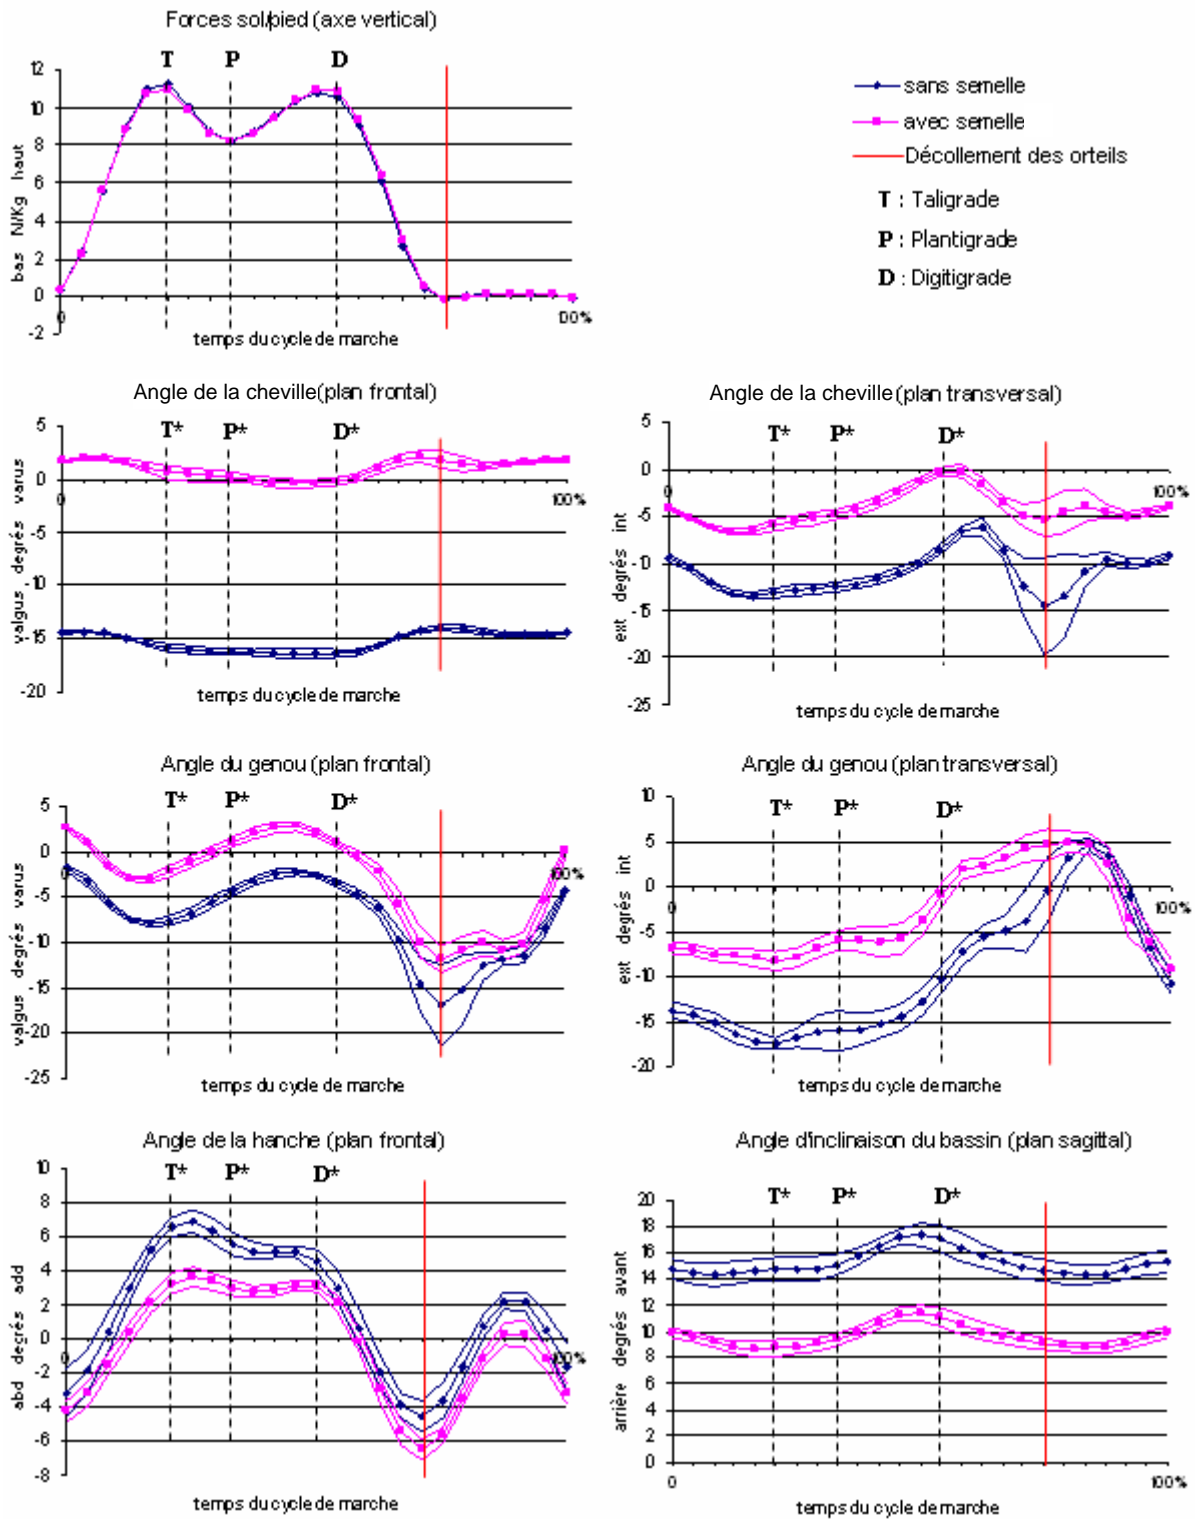 Forces sol/pied (axe vertical)
T P D
12
10
8
6
4
2
0
-2
bas N/Kg haut
0 100%
temps du cycle de marche
sans semelle
avec semelle
Décollement des orteils
T : Taligrade
P : Plantigrade
D : Digitigrade
Angle de la cheville(plan frontal)
T* P* D*
5
0
-5
-10
-15
-20
valgus degrés varus
0 100%
temps du cycle de marche
Angle de la cheville (plan transversal)
T* P* D*
5
0
-5
-10
-15
-20
-25
ext degrés int
0 100%
temps du cycle de marche
Angle du genou (plan frontal)
T* P* D*
5
0
-5
-10
-15
-20
-25
valgus degrés varus
100%
temps du cycle de marche
Angle du genou (plan transversal)
T* P* D*
10
5
0
-5
-10
-15
-20
ext degrés int
0 100%
temps du cycle de marche
Angle de la hanche (plan frontal)
T* P* D*
10
8
6
4
2
0
-2
-4
-6
-8
abd degrés add
0 100%
temps du cycle de marche
Angle d'inclinaison du bassin (plan sagittal)
T* P* D*
20
18
16
14
12
10
8
6
4
2
0
arrière degrés avant
0 100%
temps du cycle de marche